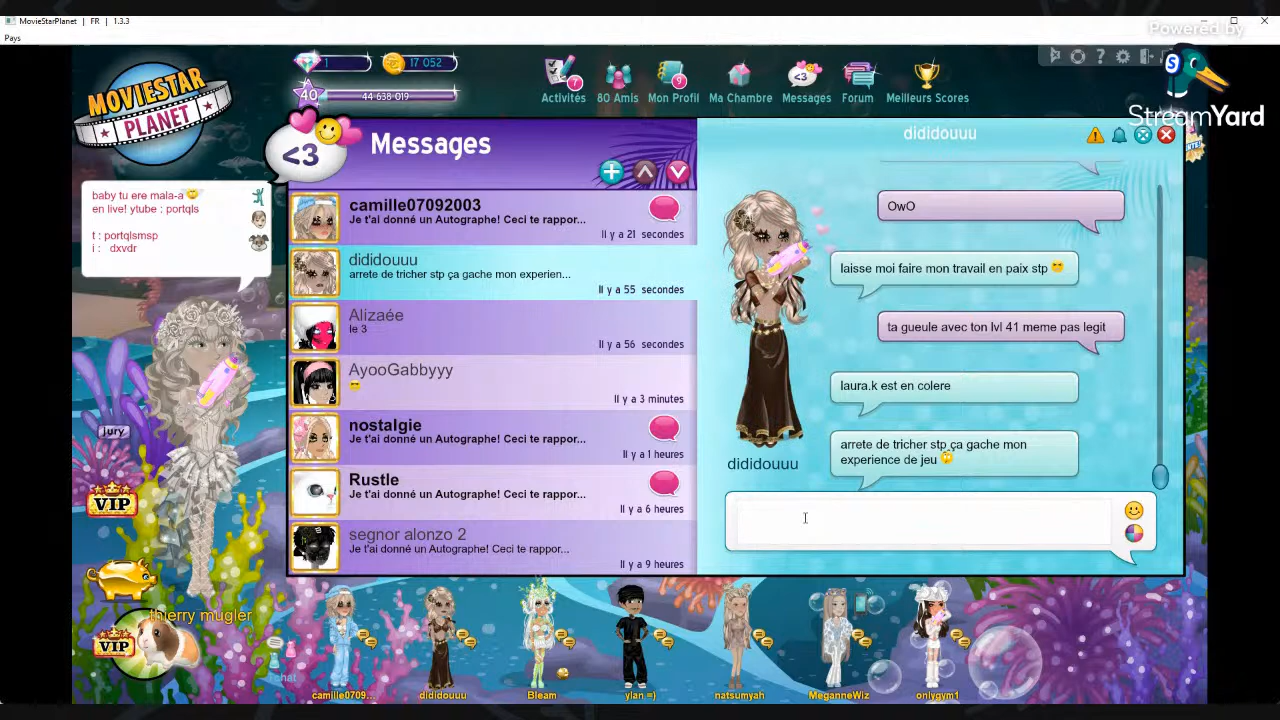 MovieStarPlanet | FR | 1.3.3
Pays
Powered by
StreamYard
MOVIESTAR
PLANET
1
17 052
40
44 638 019
7
Activités
80 Amis
9
Mon Profil
Ma Chambre
<3
Messages
Forum
Meilleurs Scores
<3
Messages
dididouuu
baby tu ere mala-a
en live! ytube : portqls
t : portqlsmsp
i : dxvdr
camille07092003
Je t'ai donné un Autographe! Ceci te rappor...
Il y a 21 secondes
dididouuu
arrete de tricher stp ça gache mon experien...
Il y a 55 secondes
Alizaée
le 3
Il y a 56 secondes
AyooGabbyyy
Il y a 3 minutes
nostalgie
Je t'ai donné un Autographe! Ceci te rappor...
Il y a 1 heures
Rustle
Je t'ai donné un Autographe! Ceci te rappor...
Il y a 6 heures
segnor alonzo 2
Je t'ai donné un Autographe! Ceci te rappor...
Il y a 9 heures
OwO
laisse moi faire mon travail en paix stp
ta gueule avec ton lvl 41 meme pas legit
laura.k est en colere
arrete de tricher stp ça gache mon
experience de jeu
dididouuu
jury
VIP
thierry mugler
VIP
Tchat
camille0709...
dididouuu
Bleam
ylan =)
natsumyah
MeganneWiz
onlygym1